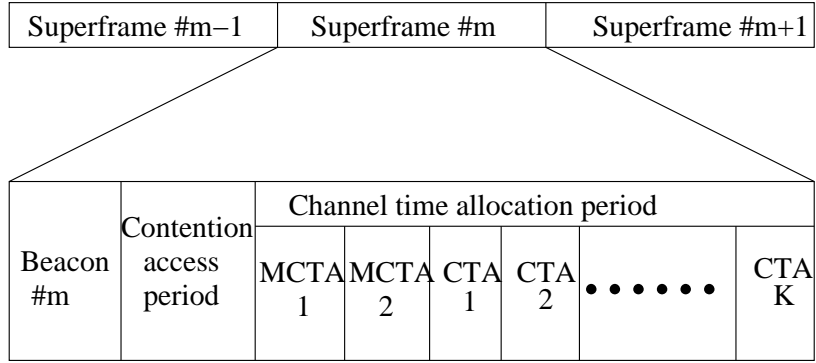 Superframe #m−1
Superframe #m
Superframe #m+1
Beacon
#m
Contention
access
period
Channel time allocation period
MCTA
1
MCTA
2
CTA
1
CTA
2
••••••
CTA
K